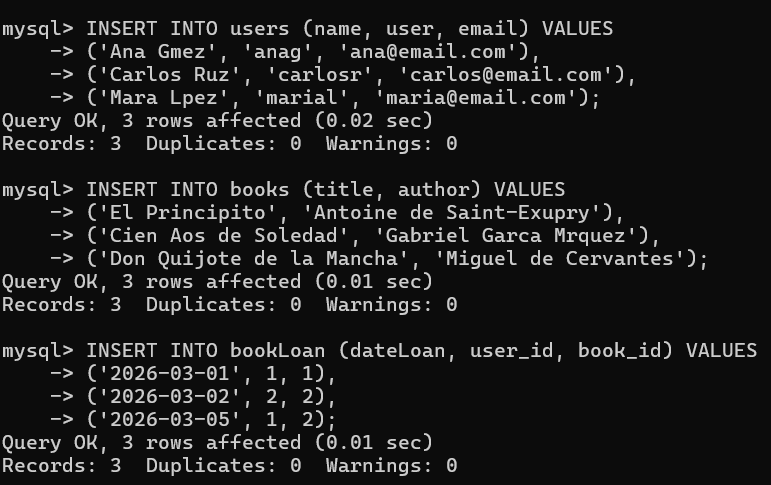 mysql> INSERT INTO users (name, user, email) VALUES
    -> ('Ana Gmez', 'anag', 'ana@email.com'),
    -> ('Carlos Ruz', 'carlosr', 'carlos@email.com'),
    -> ('Mara Lpez', 'marial', 'maria@email.com');
Query OK, 3 rows affected (0.02 sec)
Records: 3  Duplicates: 0  Warnings: 0

mysql> INSERT INTO books (title, author) VALUES
    -> ('El Principito', 'Antoine de Saint-Exupry'),
    -> ('Cien Aos de Soledad', 'Gabriel Garca Mrquez'),
    -> ('Don Quijote de la Mancha', 'Miguel de Cervantes');
Query OK, 3 rows affected (0.01 sec)
Records: 3  Duplicates: 0  Warnings: 0

mysql> INSERT INTO bookLoan (dateLoan, user_id, book_id) VALUES
    -> ('2026-03-01', 1, 1),
    -> ('2026-03-02', 2, 2),
    -> ('2026-03-05', 1, 2);
Query OK, 3 rows affected (0.01 sec)
Records: 3  Duplicates: 0  Warnings: 0